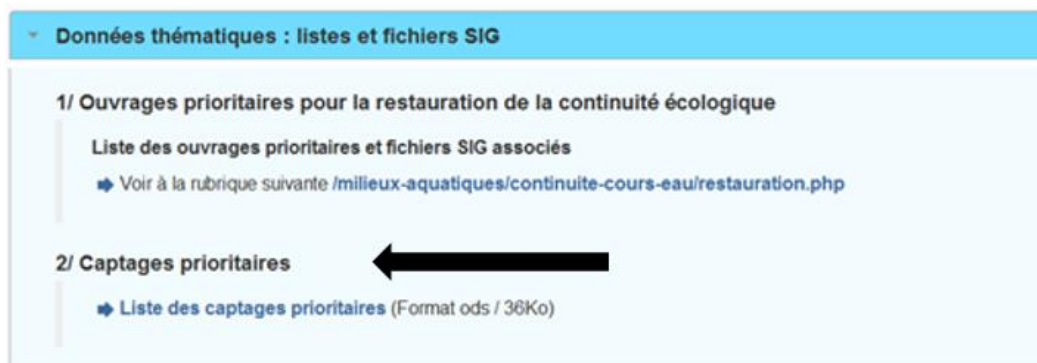 Données thématiques : listes et fichiers SIG
1/ Ouvrages prioritaires pour la restauration de la continuité écologique
Liste des ouvrages prioritaires et fichiers SIG associés
Voir à la rubrique suivante /milieux-aquatiques/continuite-cours-eau/restauration.php
2/ Captages prioritaires
Liste des captages prioritaires (Format ods / 36Ko)